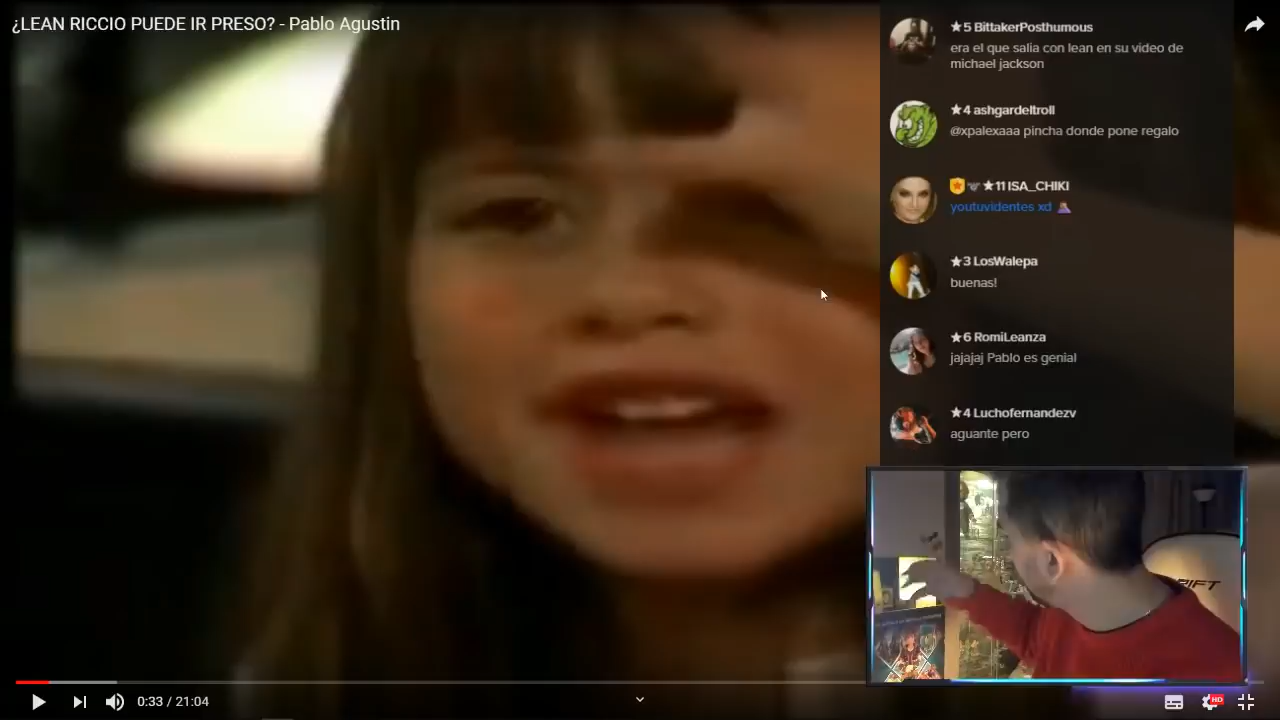 ¿LEAN RICCIO PUEDE IR PRESO? - Pablo Agustin
★5 BittakerPosthumous
era el que salia con lean en su video de
michael jackson
★4 ashgardeltroll
@xpalexaaa pincha donde pone regalo
★11 ISA_CHIKI
youtuvidentes xd
★3 LosWalepa
buenas!
★6 RomiLeanza
jajajaj Pablo es genial
★4 Luchofernandezv
aguante pero
0:33 / 21:04
HD